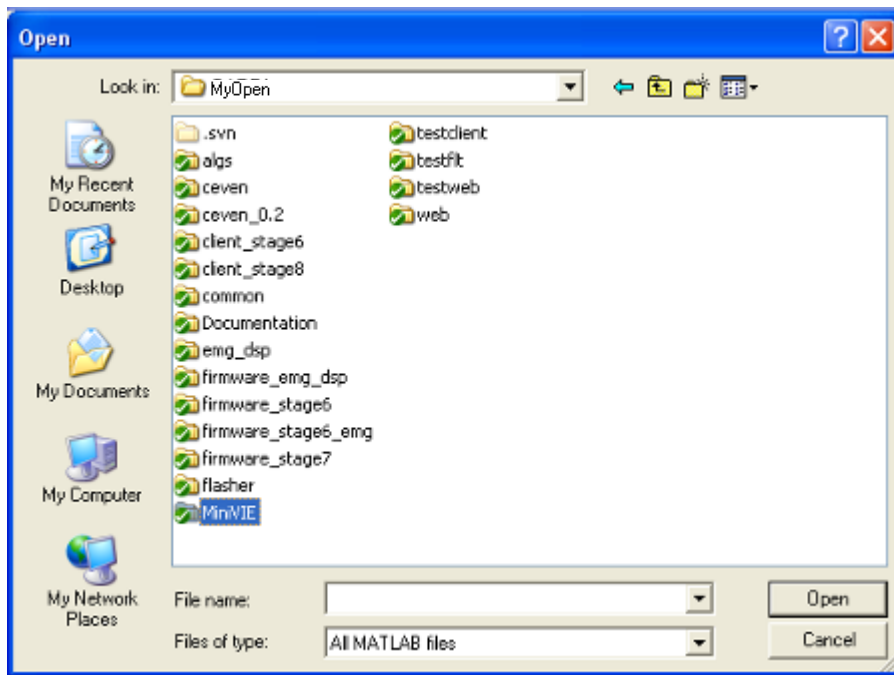 Open
Look in:
MyOpen
My Recent
Documents
Desktop
My Documents
My Computer
My Network
Places
.svn
algs
ceven
ceven_0.2
client_stage6
client_stage8
common
Documentation
emg_dsp
firmware_emg_dsp
firmware_stage6
firmware_stage6_emg
firmware_stage7
flasher
MiniVIE
testclient
testflt
testweb
web
File name:
Open
Files of type:
All MATLAB files
Cancel